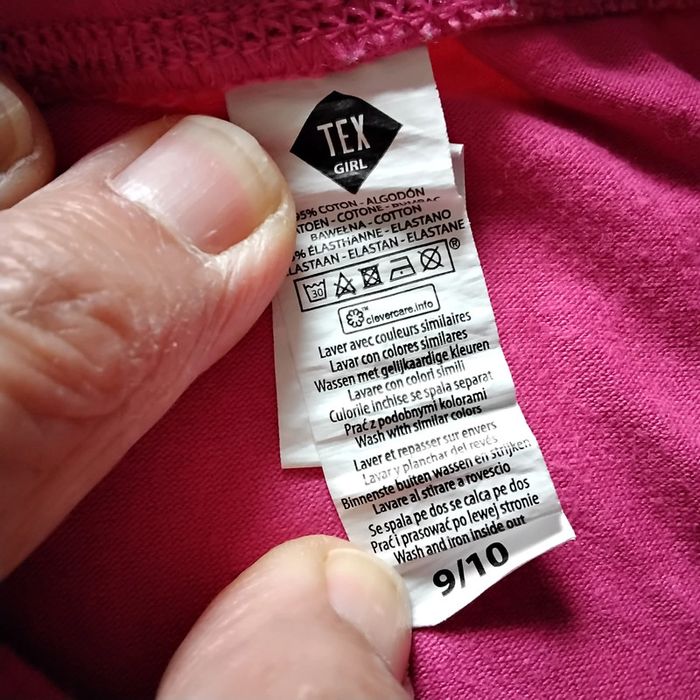 TEX
GIRL
95% COTON - ALGODÓN
BAWEŁNA - COTTON
% ÉLASTHANNE - ELASTANO
ELASTAAN - ELASTAN - ELASTANE
®
30
clevercare.info
Laver avec couleurs similaires
Lavar con colores similares
Wassen met gelijkaardige kleuren
Lavare con colori simili
Culorile inchise se spala separat
Prać z podobnymi kolorami
Wash with similar colors
Laver et repasser sur envers
Lavar y planchar del revés
Binnenste buiten wassen en strijken
Lavare al stirare a rovescio
Se spala pe dos se calca pe dos
Prać i prasować po lewej stronie
Wash and iron inside out
9/10